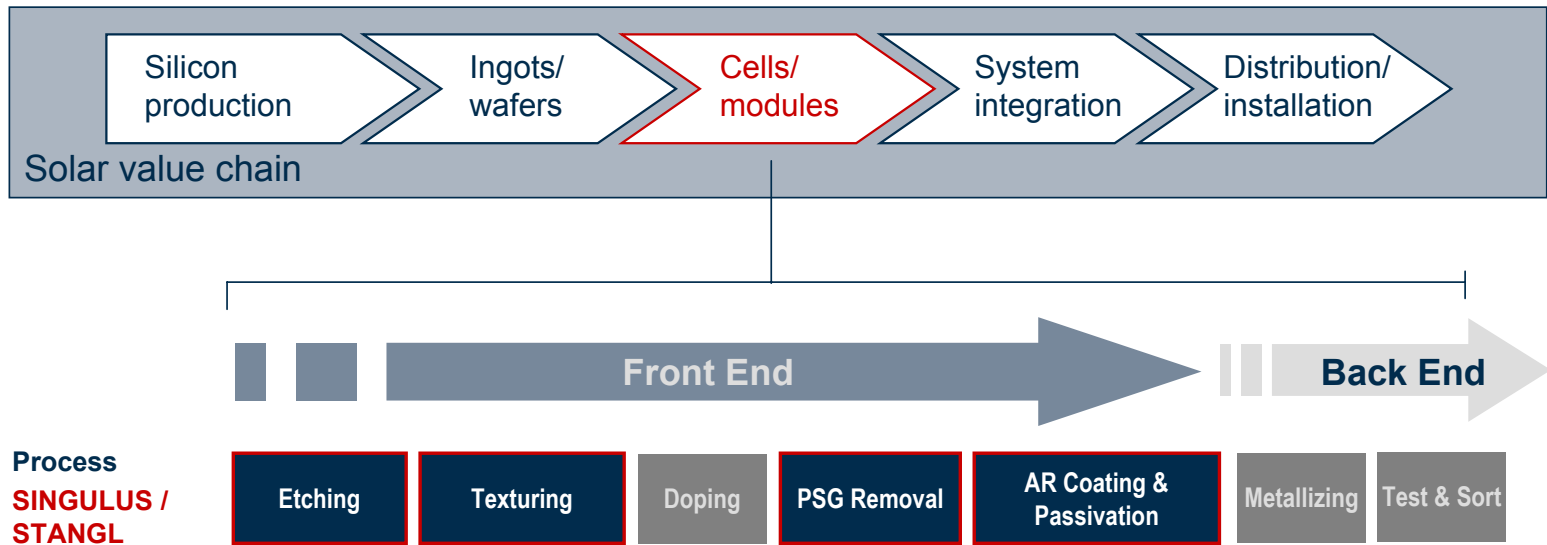 Silicon
production
Ingots/
wafers
Cells/
modules
System
integration
Distribution/
installation
Solar value chain
Front End
Back End
Process
SINGULUS /
STANGL
Etching
Texturing
Doping
PSG Removal
AR Coating &
Passivation
Metallizing
Test & Sort